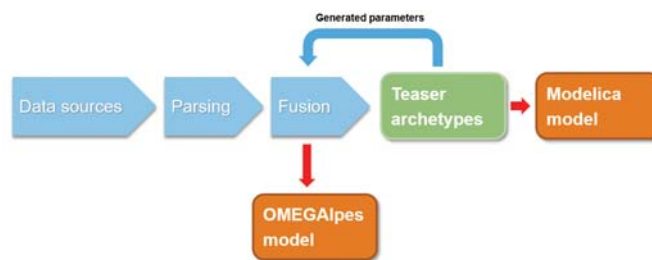 Generated parameters
Data sources
Parsing
Fusion
Teaser
archetypes
Modelica
model
OMEGAlpes
model